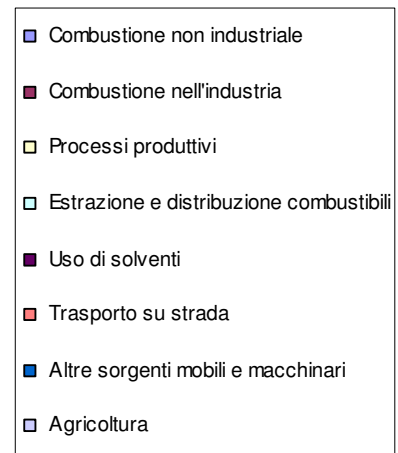 Combustione non industriale
Combustione nell'industria
Processi produttivi
Estrazione e distribuzione combustibili
Uso di solventi
Trasporto su strada
Altre sorgenti mobili e macchinari
Agricoltura